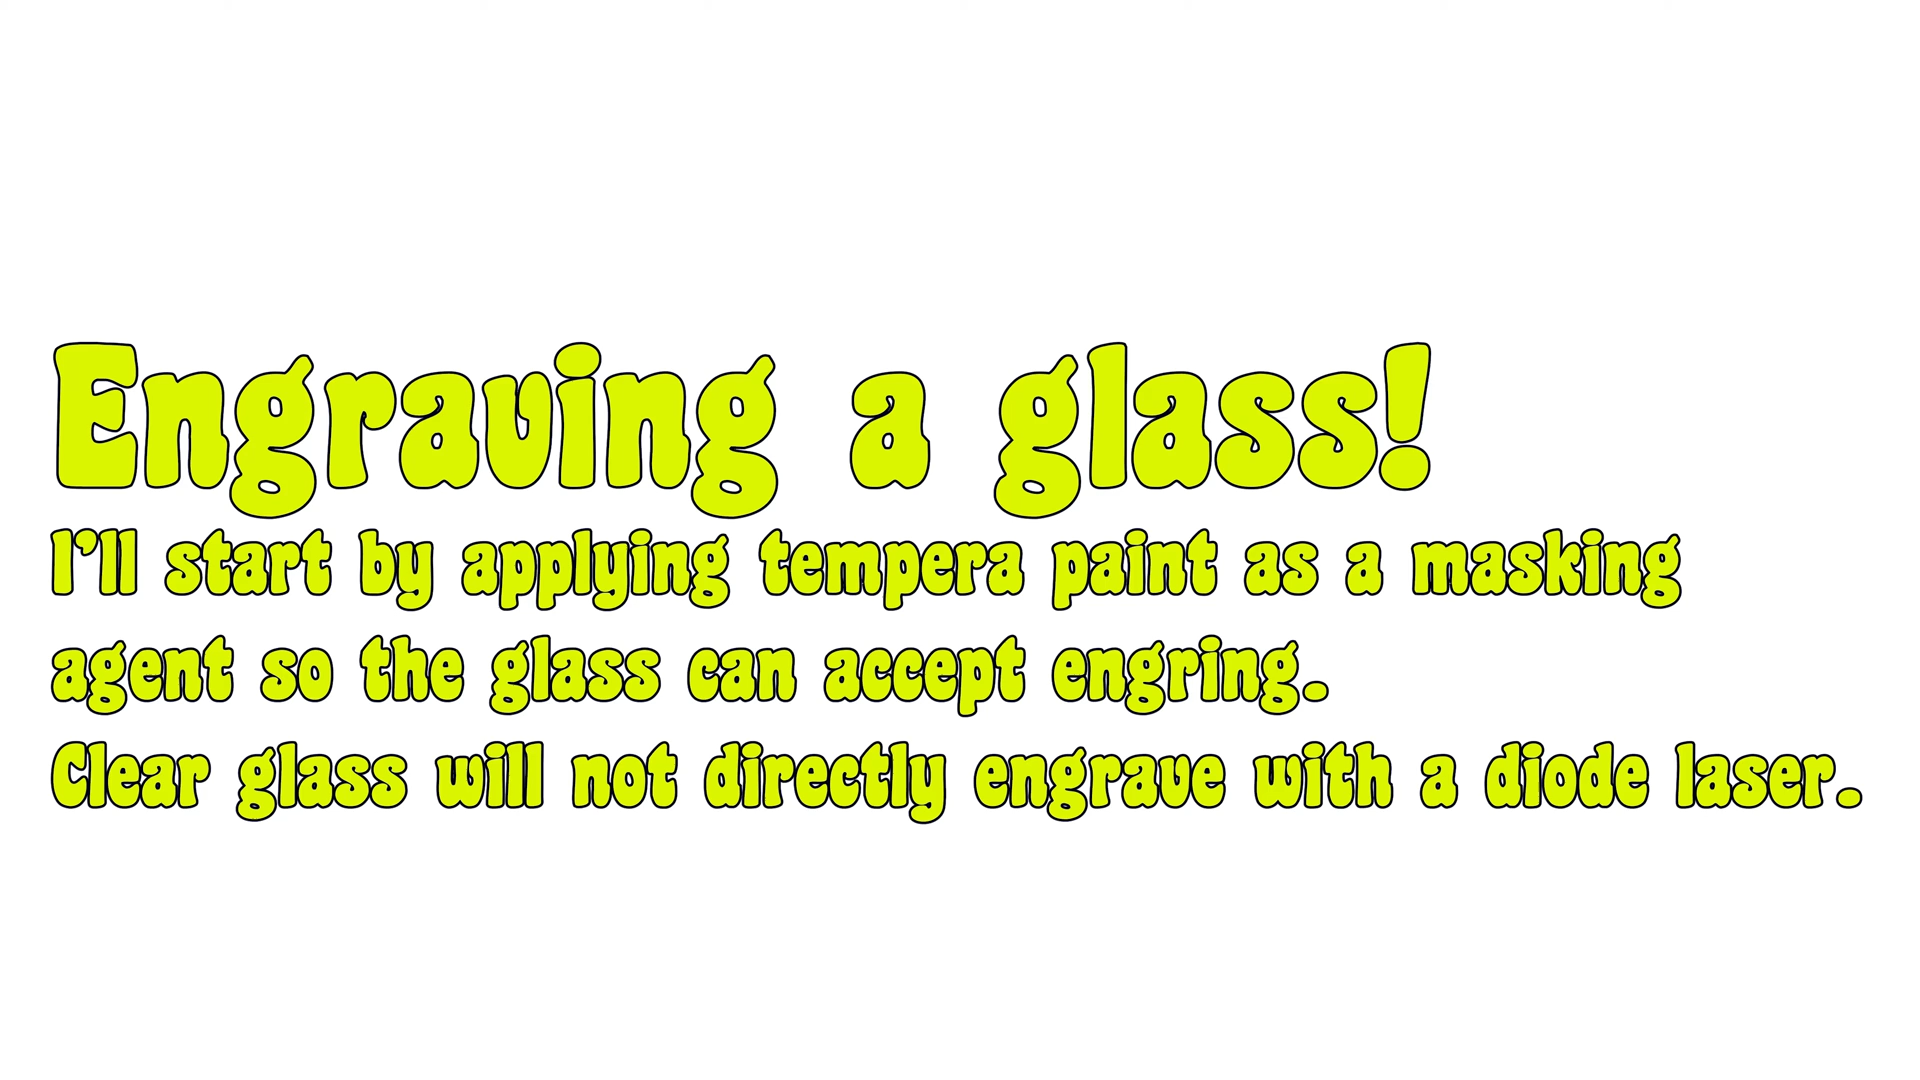 Engraving a glass!
I'll start by applying tempera paint as a masking
agent so the glass can accept engring.
Clear glass will not directly engrave with a diode laser.